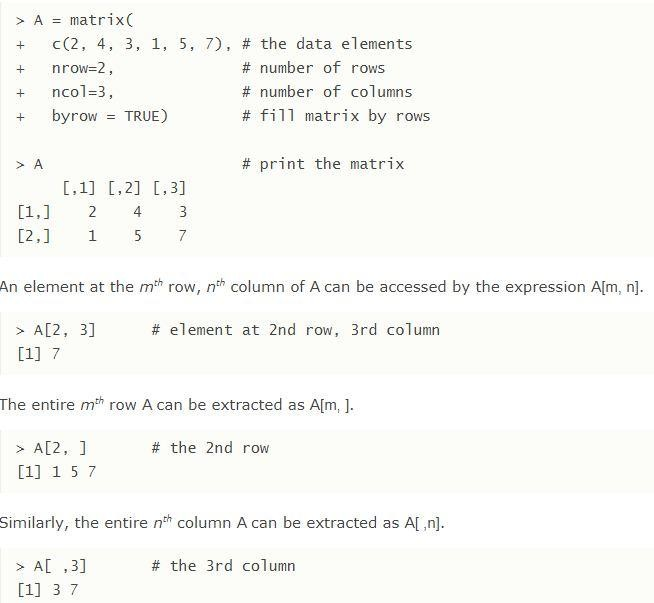 > A = matrix(
+   c(2, 4, 3, 1, 5, 7), # the data elements
+   nrow=2,              # number of rows
+   ncol=3,              # number of columns
+   byrow = TRUE)        # fill matrix by rows
> A                      # print the matrix
     [,1] [,2] [,3]
[1,]    2    4    3
[2,]    1    5    7
An element at the mth row, nth column of A can be accessed by the expression A[m, n].
> A[2, 3]      # element at 2nd row, 3rd column
[1] 7
The entire mth row A can be extracted as A[m, ].
> A[2, ]       # the 2nd row
[1] 1 5 7
Similarly, the entire nth column A can be extracted as A[ ,n].
> A[ ,3]       # the 3rd column
[1] 3 7